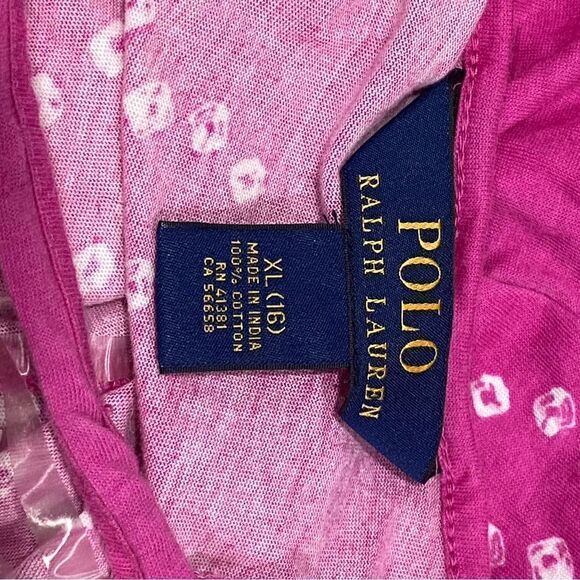 POLO
RALPH LAUREN
XL (16)
MADE IN INDIA
100% COTTON
RN 41381
CA 56658